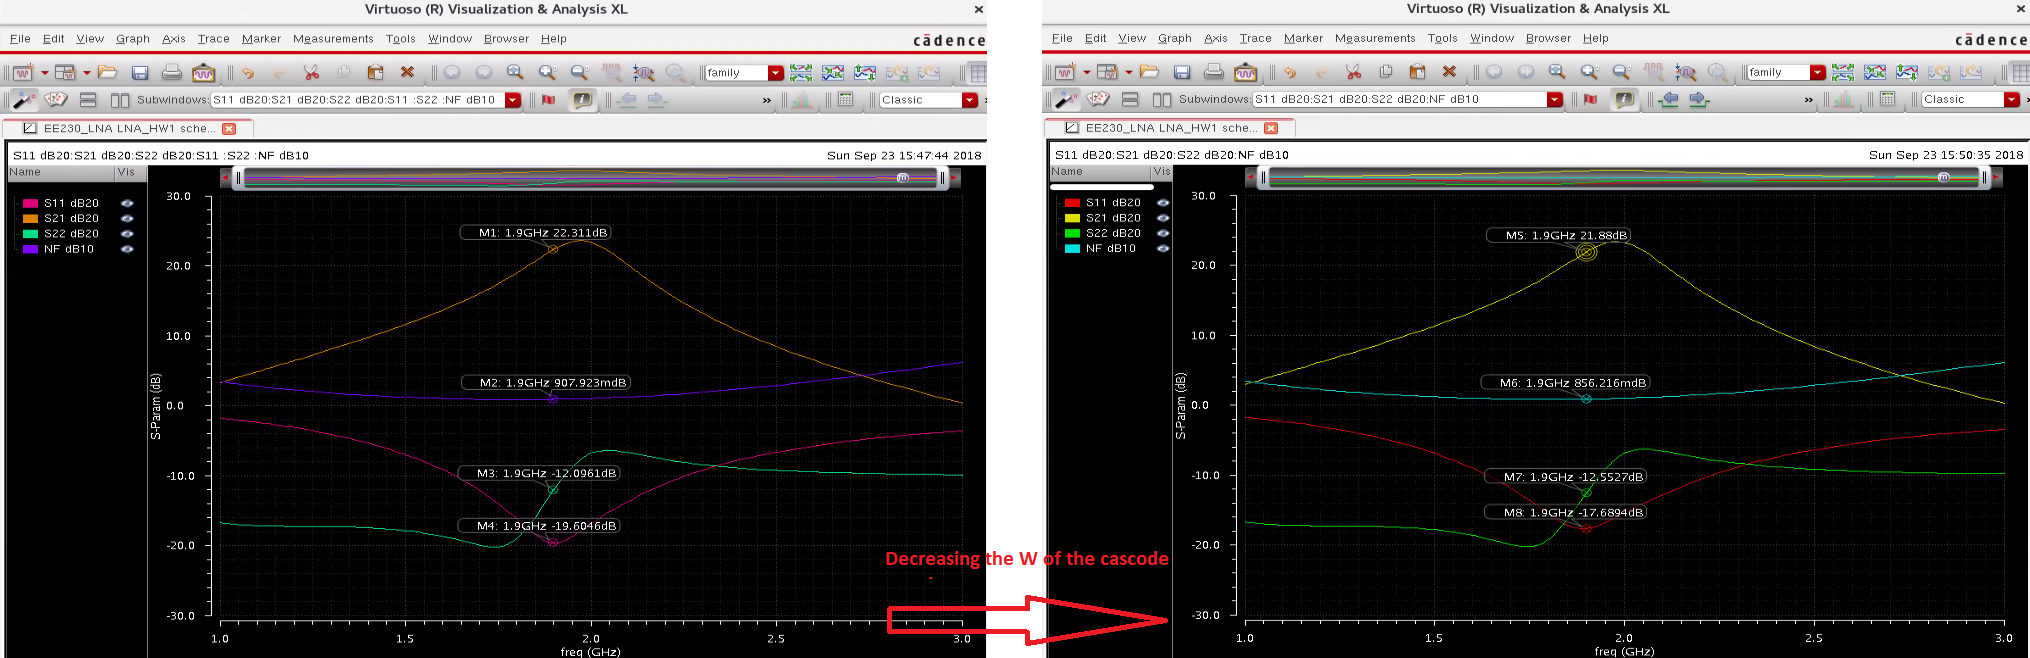 Virtuoso (R) Visualization & Analysis XL
File Edit View Graph Axis Trace Marker Measurements Tools Window Browser Help
cādence
family
Subwindows: S11 dB20:S21 dB20:S22 dB20:S11 :S22 :NF dB10
»
Classic
EE230_LNA LNA_HW1 sche...
S11 dB20:S21 dB20:S22 dB20:S11 :S22 :NF dB10
Sun Sep 23 15:47:44 2018
Name Vis
S11 dB20
S21 dB20
S22 dB20
NF dB10
30.0
20.0
10.0
0.0
-10.0
-20.0
-30.0
S-Param (dB)
M1: 1.9GHz 22.311dB
M2: 1.9GHz 907.923mdB
M3: 1.9GHz -12.0961dB
M4: 1.9GHz -19.6046dB
1.0 1.5 2.0 2.5 3.0
freq (GHz)
Decreasing the W of the cascode
Virtuoso (R) Visualization & Analysis XL
File Edit View Graph Axis Trace Marker Measurements Tools Window Browser Help
cādence
family
Subwindows: S11 dB20:S21 dB20:S22 dB20:NF dB10
»
Classic
EE230_LNA LNA_HW1 sche...
S11 dB20:S21 dB20:S22 dB20:NF dB10
Sun Sep 23 15:50:35 2018
Name Vis
S11 dB20
S21 dB20
S22 dB20
NF dB10
30.0
20.0
10.0
0.0
-10.0
-20.0
-30.0
S-Param (dB)
M5: 1.9GHz 21.88dB
M6: 1.9GHz 856.216mdB
M7: 1.9GHz -12.5527dB
M8: 1.9GHz -17.6894dB
1.0 1.5 2.0 2.5 3.0
freq (GHz)